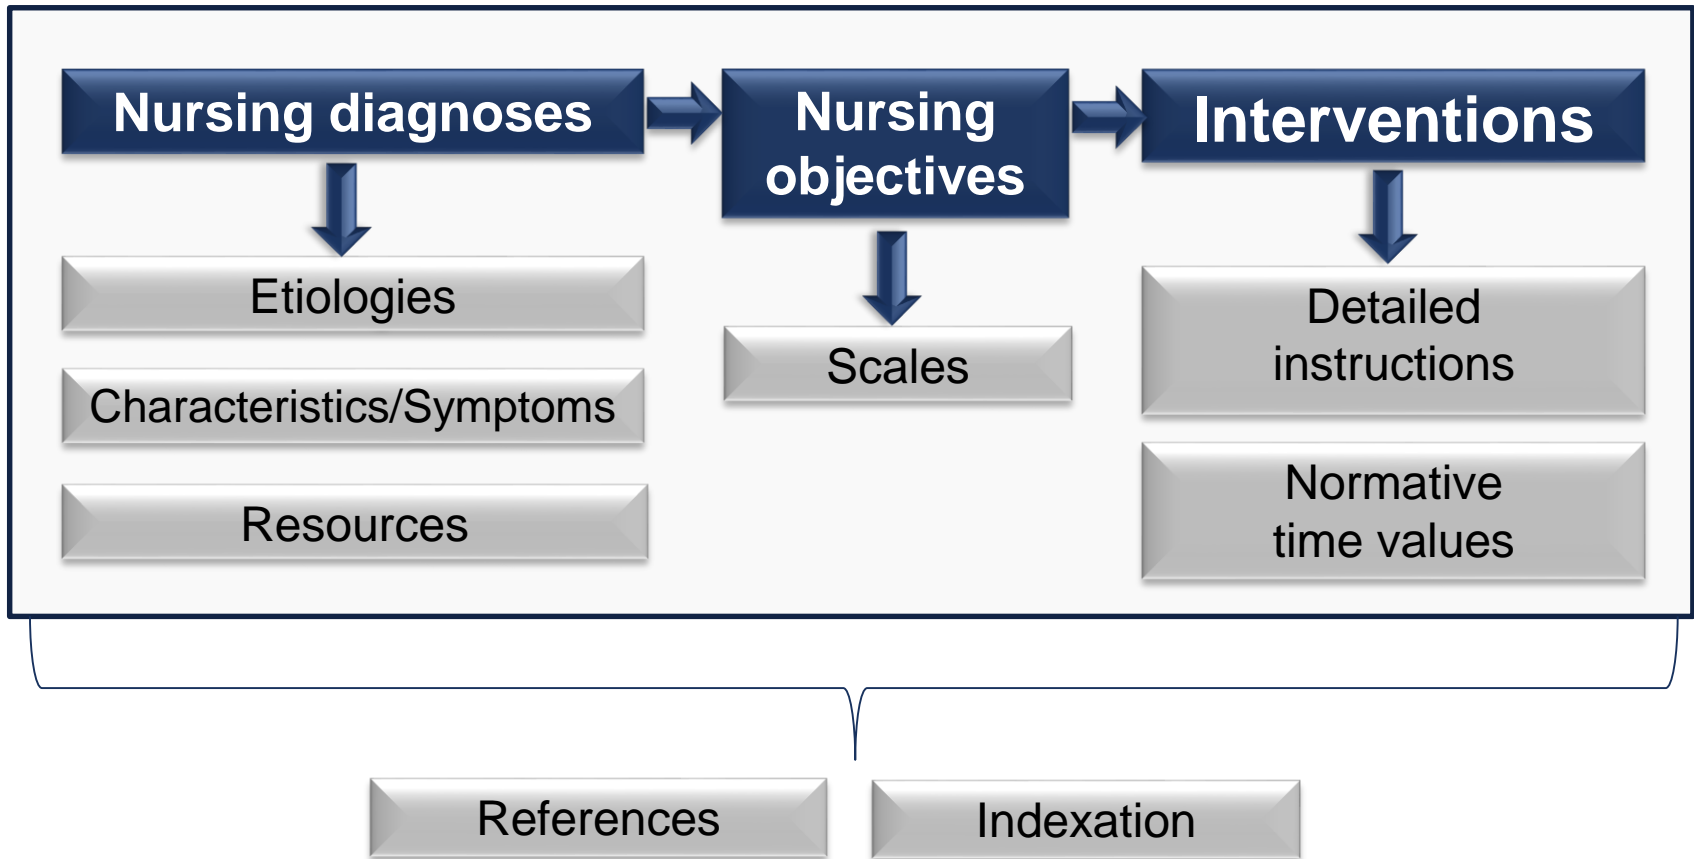 Nursing diagnoses
Nursing
objectives
Interventions
Etiologies
Characteristics/Symptoms
Resources
Scales
Detailed
instructions
Normative
time values
References
Indexation